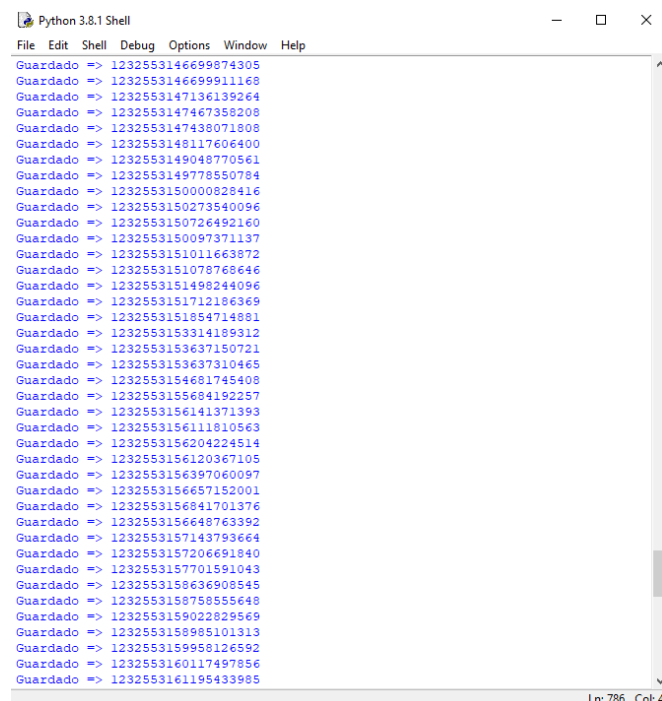 Python 3.8.1 Shell
File Edit Shell Debug Options Window Help
Guardado => 1232553146699874305
Guardado => 1232553146699911168
Guardado => 1232553147136139264
Guardado => 1232553147467358208
Guardado => 1232553147438071808
Guardado => 1232553148117606400
Guardado => 1232553149048770561
Guardado => 1232553149778550784
Guardado => 1232553150000828416
Guardado => 1232553150273540096
Guardado => 1232553150726492160
Guardado => 1232553150097371137
Guardado => 1232553151011663872
Guardado => 1232553151078768646
Guardado => 1232553151498244096
Guardado => 1232553151712186369
Guardado => 1232553151854714881
Guardado => 1232553153314189312
Guardado => 1232553153637150721
Guardado => 1232553153637310465
Guardado => 1232553154681745408
Guardado => 1232553155684192257
Guardado => 1232553156141371393
Guardado => 1232553156111810563
Guardado => 1232553156204224514
Guardado => 1232553156120367105
Guardado => 1232553156397060097
Guardado => 1232553156657152001
Guardado => 1232553156841701376
Guardado => 1232553156648763392
Guardado => 1232553157143793664
Guardado => 1232553157206691840
Guardado => 1232553157701591043
Guardado => 1232553158636908545
Guardado => 1232553158758555648
Guardado => 1232553159022829569
Guardado => 1232553158985101313
Guardado => 1232553159958126592
Guardado => 1232553160117497856
Guardado => 1232553161195433985
Ln: 786 Col: 4